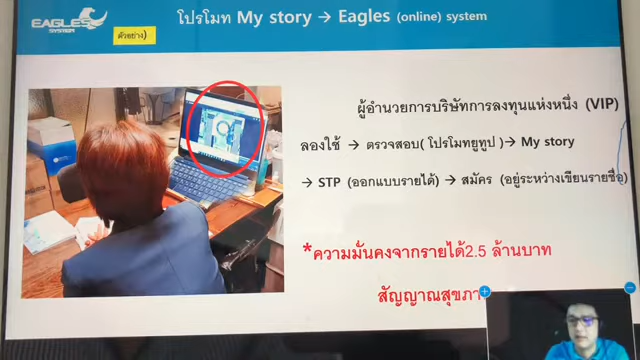 EAGLES
SYSTEM
โปรโมท My story → Eagles (online) system
ตัวอย่าง)
ผู้อำนวยการบริษัทการลงทุนแห่งหนึ่ง (VIP)
ลองใช้ → ตรวจสอบ( โปรโมทยูทูป )→ My story
→ STP (ออกแบบรายได้) → สมัคร (อยู่ระหว่างเขียนรายชื่อ)
*ความมั่นคงจากรายได้2.5 ล้านบาท
สัญญาณสุขภา